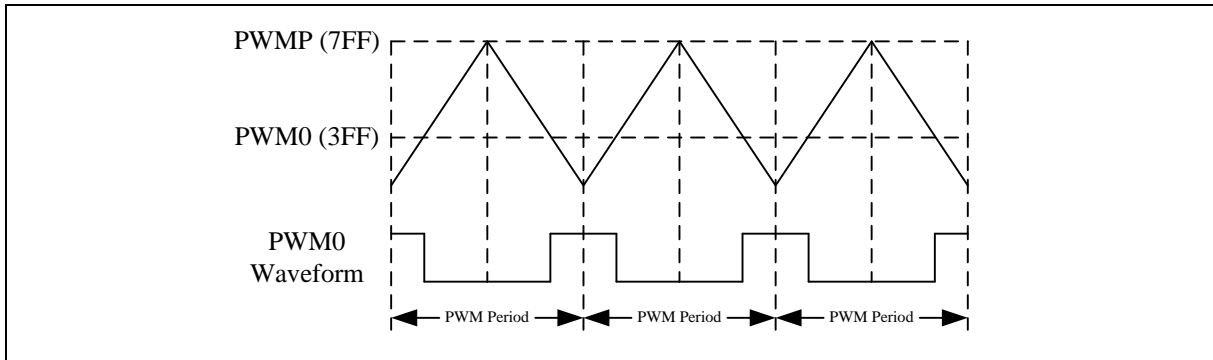 PWMP (7FF)
PWM0 (3FF)
PWM0
Waveform
PWM Period
PWM Period
PWM Period